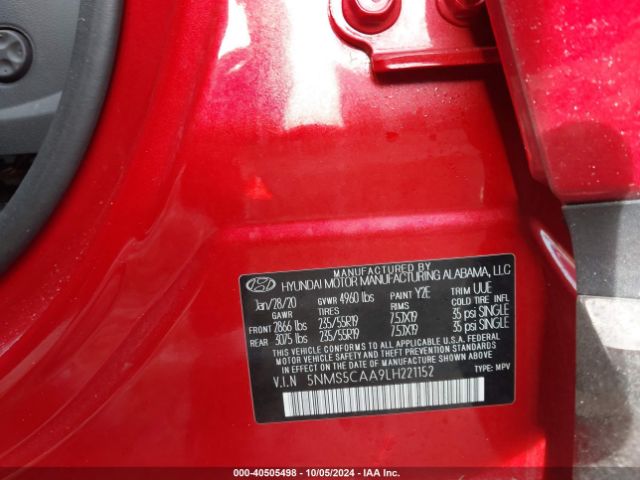 MANUFACTURED BY
HYUNDAI MOTOR MANUFACTURING ALABAMA, LLC
Jan/28/20 GVWR 4960 lbs PAINT Y2E TRIM UUE
GAWR TIRES RIMS COLD TIRE INFL
FRONT 2866 lbs 235/55R19 7.5JX19 35 psi SINGLE
REAR 3075 lbs 235/55R19 7.5JX19 35 psi SINGLE
THIS VEHICLE CONFORMS TO ALL APPLICABLE U.S.A. FEDERAL
MOTOR VEHICLE SAFETY, BUMPER, AND THEFT PREVENTION
STANDARDS IN EFFECT ON THE DATE OF MANUFACTURE
SHOWN ABOVE.
V.I.N 5NMS5CAA9LH221152 TYPE: MPV
000-40505498 - 10/05/2024 - IAA Inc.